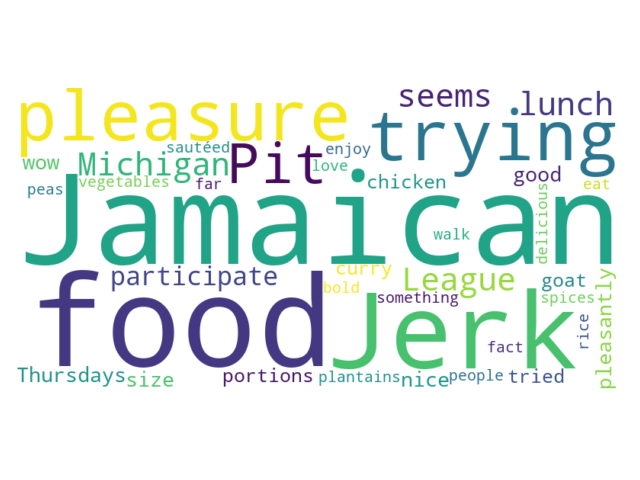 pleasure
seems
lunch
trying
sautéed
Pit
enjoy
wow
Michigan
love
good
peas
vegetables
far
chicken
eat
Jamaican
walk
delicious
food
participate
curry
League
goat
bold
something
spices
pleasantly
Jerk
fact
rice
Thursdays
size
portions
plantains
nice
people
tried